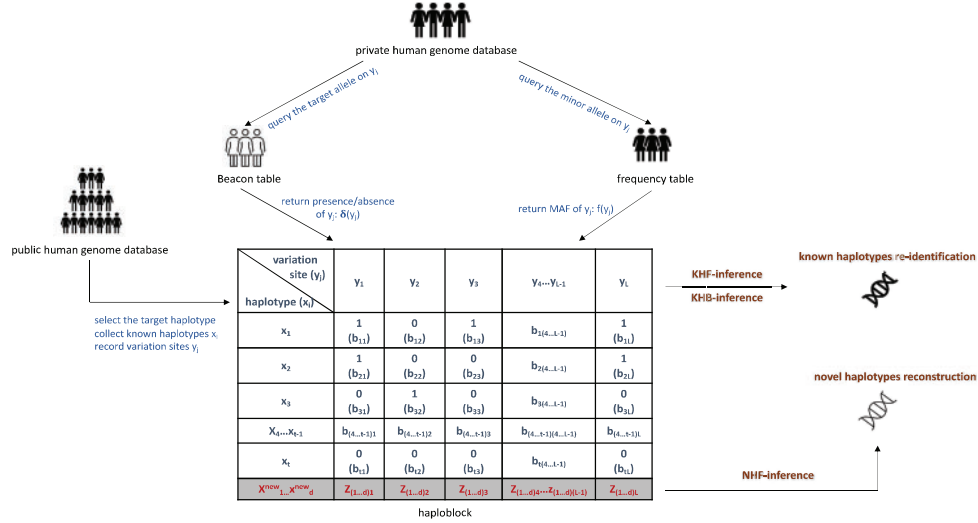 private human genome database
query the target allele on yⱼ
query the minor allele on yⱼ
Beacon table
frequency table
return presence/absence
of yⱼ: δ(yⱼ)
return MAF of yⱼ: f(yⱼ)
public human genome database
select the target haplotype
collect known haplotypes xᵢ
record variation sites yⱼ
variation
site (yⱼ)
haplotype (xᵢ)
y₁ y₂ y₃ y₄...y_L-1 y_L
x₁ 1 (b₁₁) 0 (b₁₂) 1 (b₁₃) b₁₍₄...L-1₎ 1 (b₁L)
x₂ 1 (b₂₁) 0 (b₂₂) 0 (b₂₃) b₂₍₄...L-1₎ 1 (b₂L)
x₃ 0 (b₃₁) 1 (b₃₂) 0 (b₃₃) b₃₍₄...L-1₎ 0 (b₃L)
X₄...xₜ₋₁ b₍₄...t-1₎₁ b₍₄...t-1₎₂ b₍₄...t-1₎₃ b₍₄...t-1₎₍₄...L-1₎ b₍₄...t-1₎L
xₜ 0 (bₜ₁) 0 (bₜ₂) 0 (bₜ₃) bₜ₍₄...L-1₎ 0 (bₜL)
X^new₁...x^new_d Z₍₁...d₎₁ Z₍₁...d₎₂ Z₍₁...d₎₃ Z₍₁...d₎₄...z₍₁...d₎₍L-1₎ Z₍₁...d₎L
haploblock
KHF-inference
KHB-inference
known haplotypes re-identification
novel haplotypes reconstruction
NHF-inference